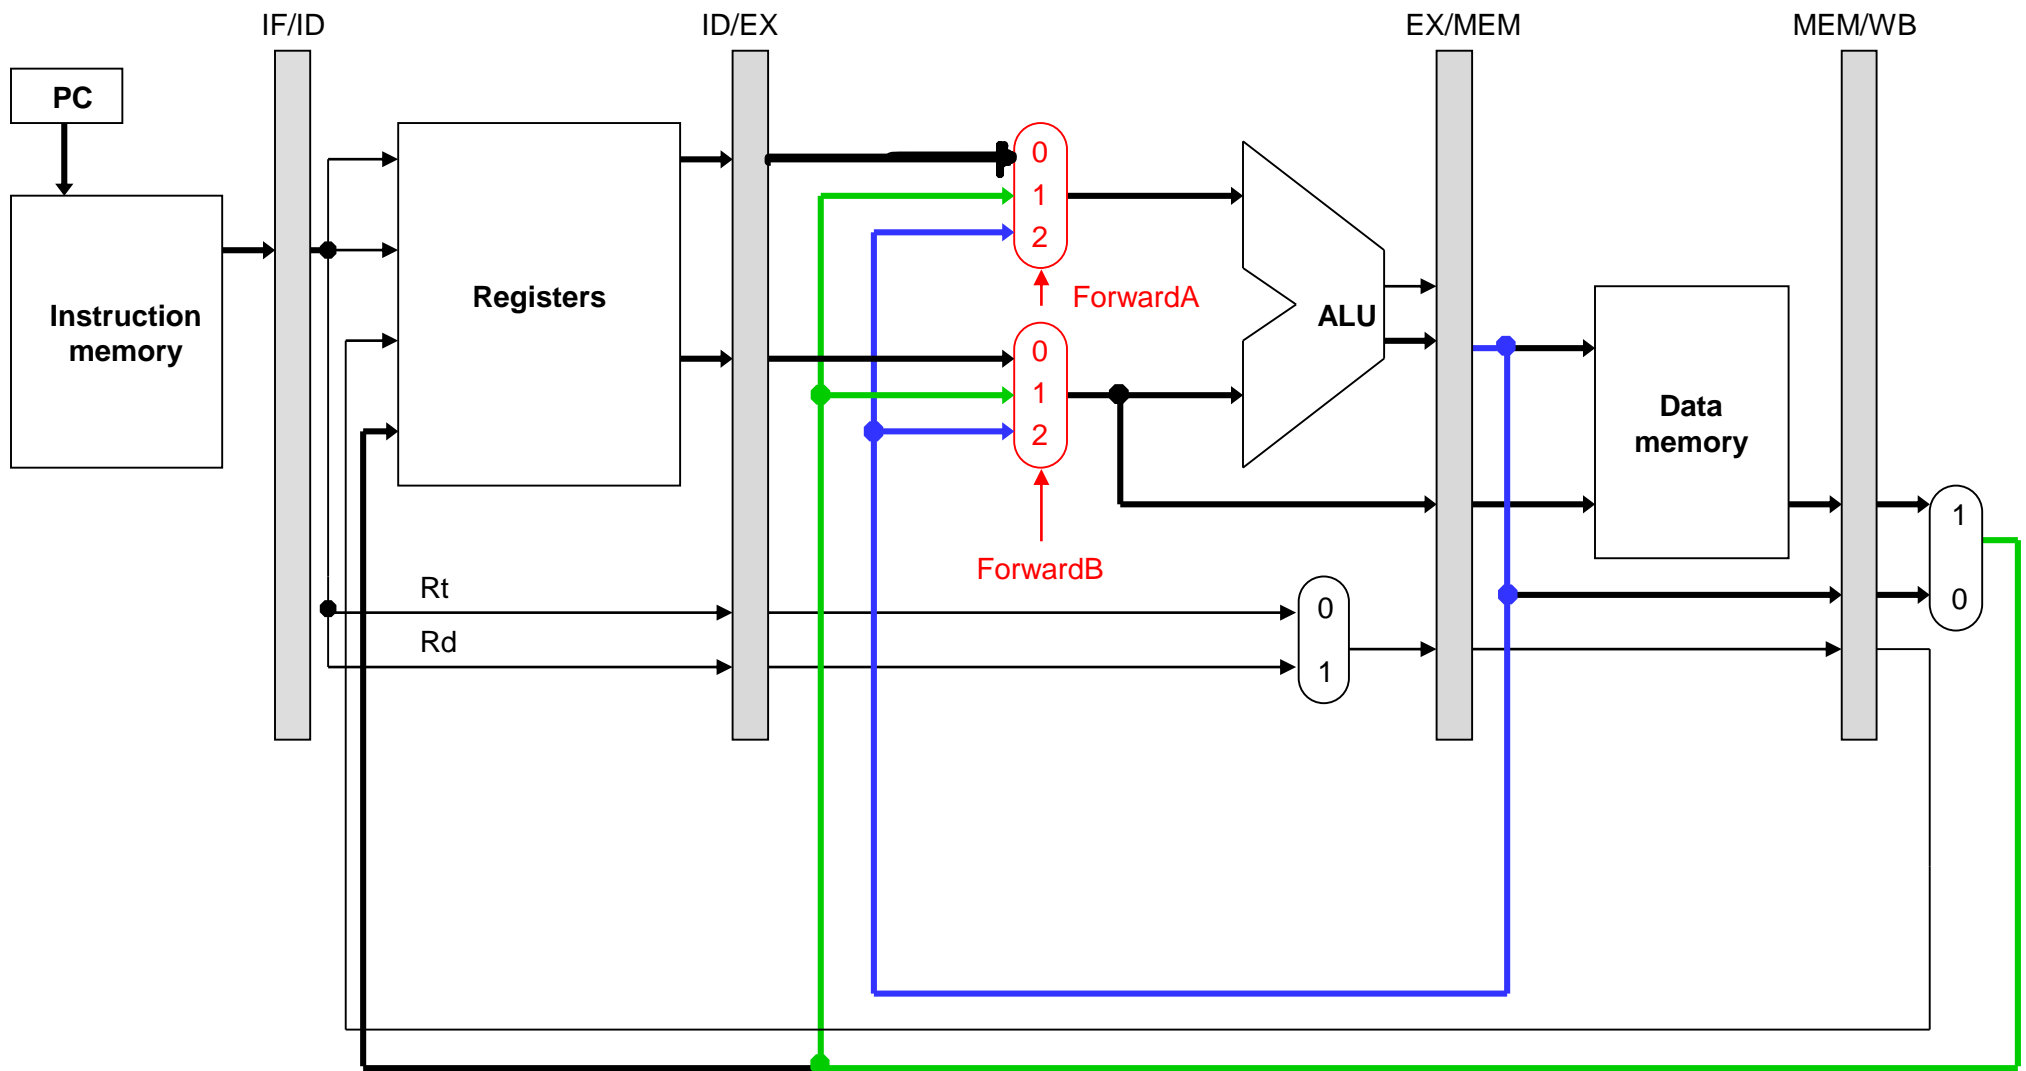 IF/ID
ID/EX
EX/MEM
MEM/WB
PC
Instruction
memory
Registers
0
1
2
ForwardA
0
1
2
ForwardB
ALU
Data
memory
1
0
Rt
Rd
0
1